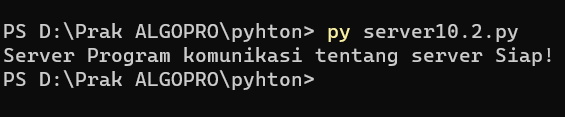 PS D:\Prak ALGOPRO\pyhton> py server10.2.py
Server Program komunikasi tentang server Siap!
PS D:\Prak ALGOPRO\pyhton>